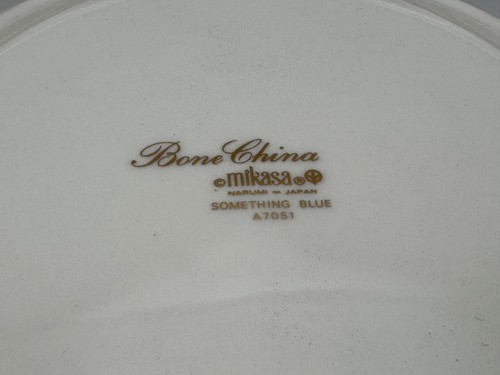 Bone China
©mikasa®
NARUMI – JAPAN
SOMETHING BLUE
A7051